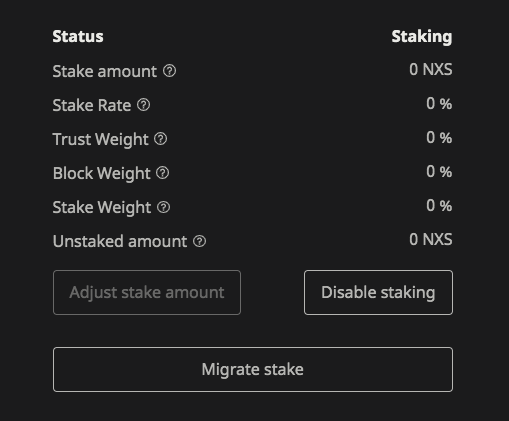 Status Staking
Stake amount 0 NXS
Stake Rate 0 %
Trust Weight 0 %
Block Weight 0 %
Stake Weight 0 %
Unstaked amount 0 NXS
Adjust stake amount Disable staking
Migrate stake